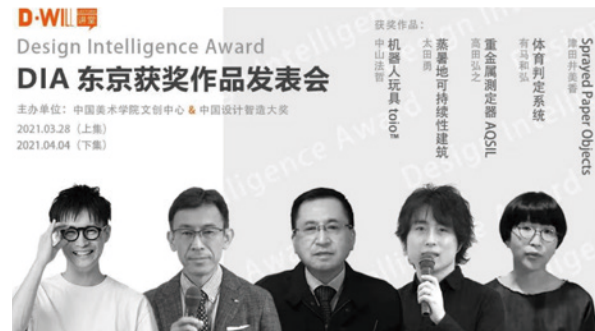 D·WILL 课堂
Design Intelligence Award
DIA 东京获奖作品发表会
主办单位：中国美术学院文创中心 & 中国设计智造大奖
2021.03.28（上集）
2021.04.04（下集）
获奖作品：
Sprayed Paper Objects
津田井美香
体育判定系统
有马和弘
重金属测定器 AQSIL
高田弘之
蒸暑地可持续性建筑
太田勇
机器人玩具 toio™
中山法哲
Design Intelligence Award